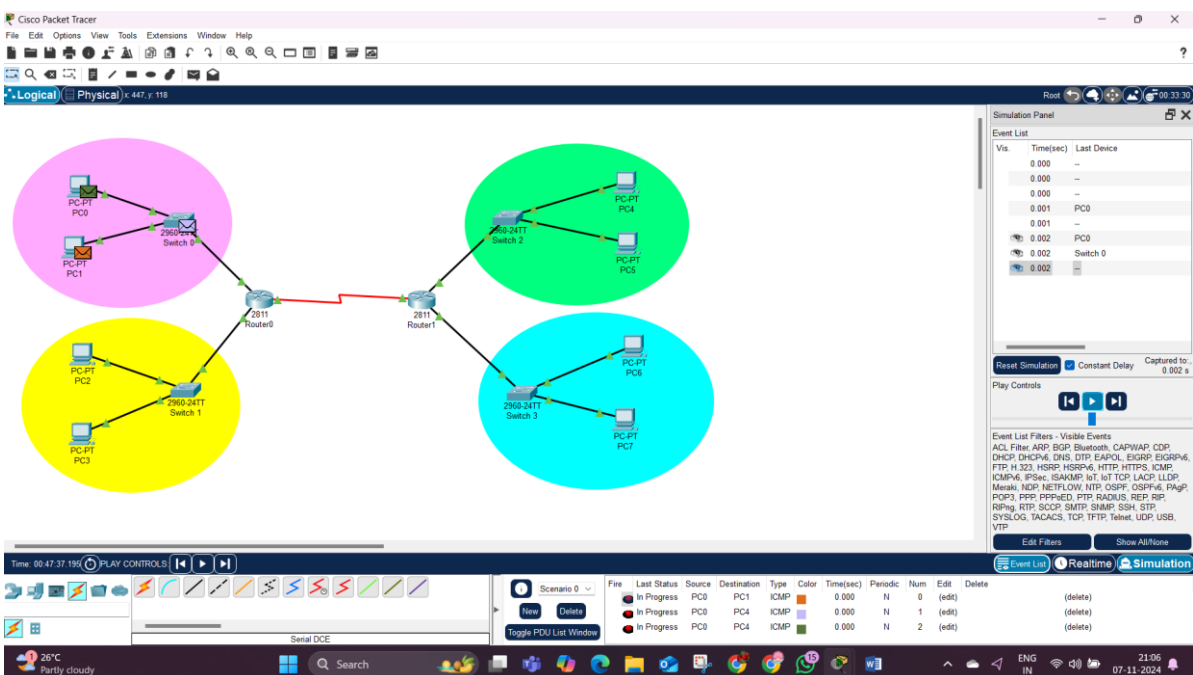 Cisco Packet Tracer
File Edit Options View Tools Extensions Window Help
?
Logical Physical x: 447, y: 118
Root 00:33:30
Simulation Panel
Event List
Vis. Time(sec) Last Device
0.000 --
0.000 --
0.000 --
0.001 PC0
0.001 --
0.002 PC0
0.002 Switch 0
0.002 --
Reset Simulation Constant Delay Captured to:
0.002 s
Play Controls
Event List Filters - Visible Events
ACL Filter, ARP, BGP, Bluetooth, CAPWAP, CDP,
DHCP, DHCPv6, DNS, DTP, EAPOL, EIGRP, EIGRPv6,
FTP, H.323, HSRP, HSRPv6, HTTP, HTTPS, ICMP,
ICMPv6, IPSec, ISAKMP, IoT, IoT TCP, LACP, LLDP,
Meraki, NDP, NETFLOW, NTP, OSPF, OSPFv6, PAgP,
POP3, PPP, PPPoED, PTP, RADIUS, REP, RIP,
RIPng, RTP, SCCP, SMTP, SNMP, SSH, STP,
SYSLOG, TACACS, TCP, TFTP, Telnet, UDP, USB,
VTP
Edit Filters Show All/None
Event List Realtime Simulation
PC-PT
PC0
2960-24TT
Switch 0
PC-PT
PC1
PC-PT
PC4
2960-24TT
Switch 2
PC-PT
PC5
2811
Router0
2811
Router1
PC-PT
PC2
2960-24TT
Switch 1
PC-PT
PC3
PC-PT
PC6
2960-24TT
Switch 3
PC-PT
PC7
Time: 00:47:37.195 PLAY CONTROLS:
Scenario 0
New Delete
Toggle PDU List Window
Fire Last Status Source Destination Type Color Time(sec) Periodic Num Edit Delete
In Progress PC0 PC1 ICMP 0.000 N 0 (edit) (delete)
In Progress PC0 PC4 ICMP 0.000 N 1 (edit) (delete)
In Progress PC0 PC4 ICMP 0.000 N 2 (edit) (delete)
Serial DCE
1
26°C
Partly cloudy
Search
15
ENG
IN
21:06
07-11-2024